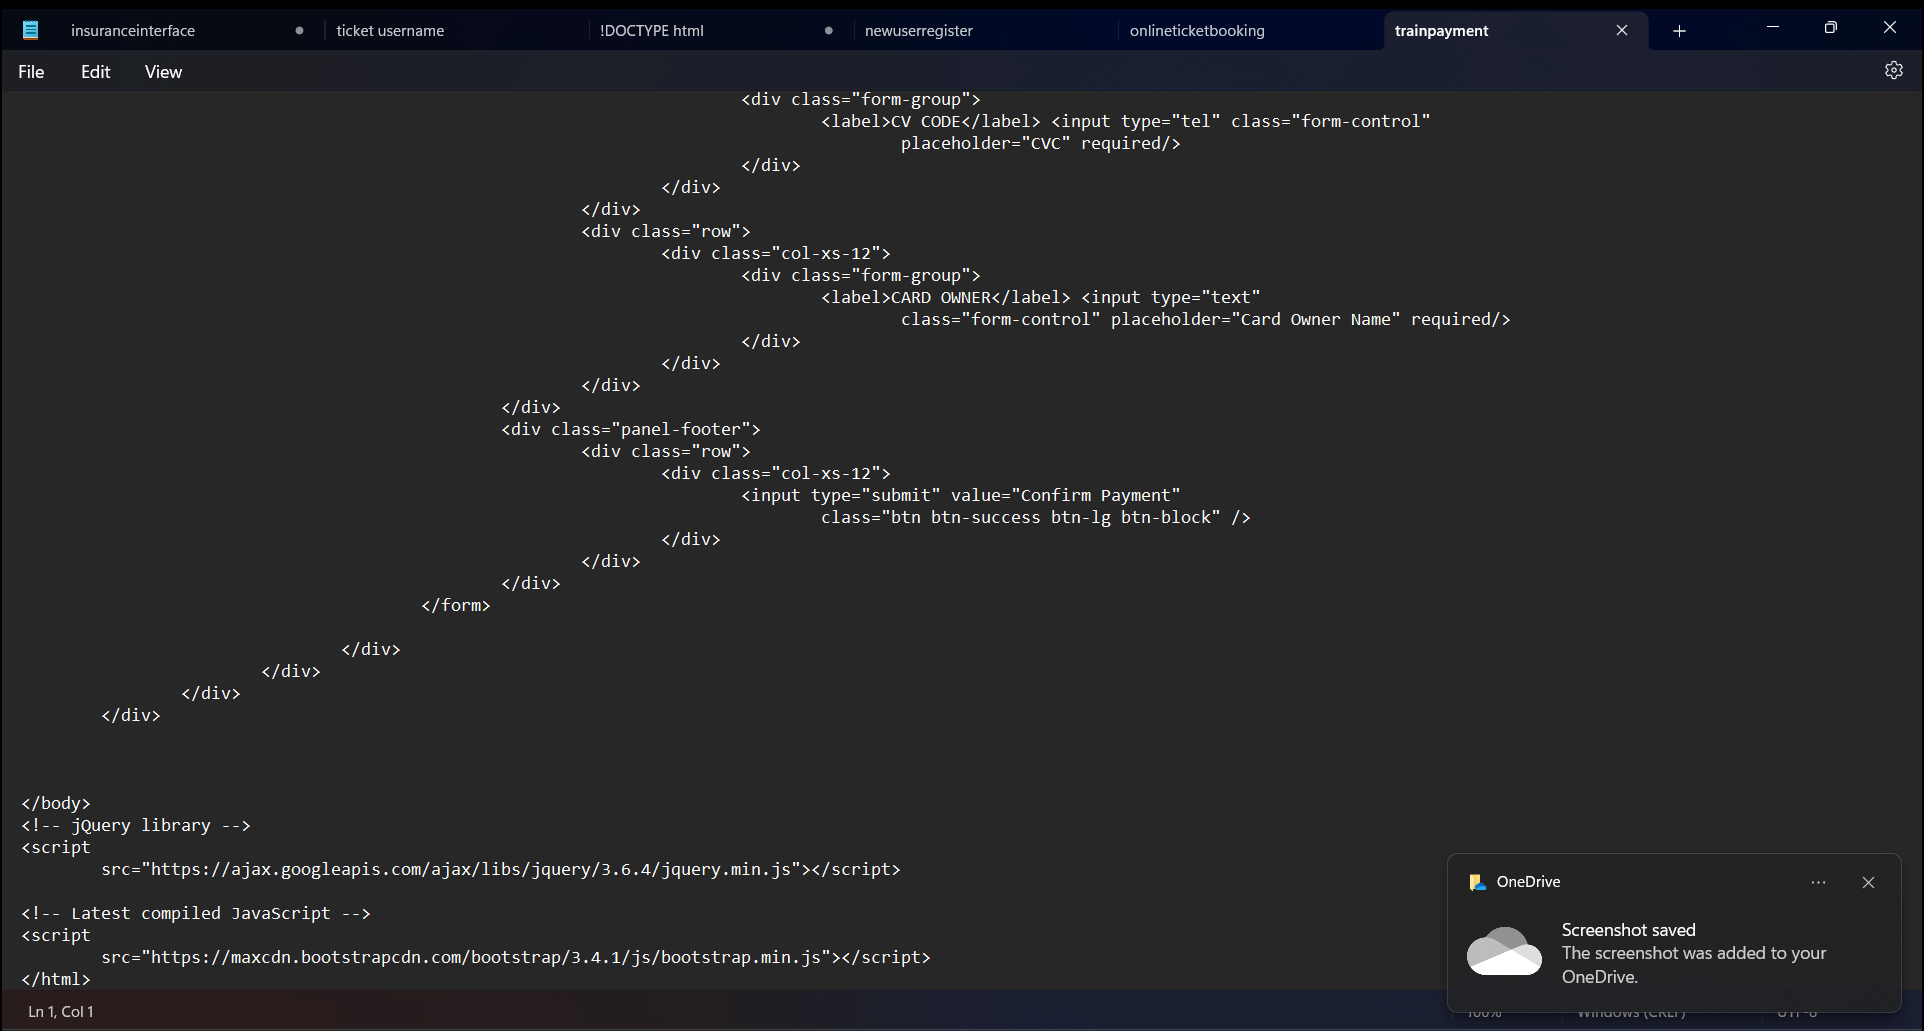 insuranceinterface
ticket username
!DOCTYPE html
newuserregister
onlineticketbooking
trainpayment
File Edit View
<div class="form-group">
<label>CV CODE</label> <input type="tel" class="form-control"
placeholder="CVC" required/>
</div>
</div>
</div>
<div class="row">
<div class="col-xs-12">
<div class="form-group">
<label>CARD OWNER</label> <input type="text"
class="form-control" placeholder="Card Owner Name" required/>
</div>
</div>
</div>
</div>
<div class="panel-footer">
<div class="row">
<div class="col-xs-12">
<input type="submit" value="Confirm Payment"
class="btn btn-success btn-lg btn-block" />
</div>
</div>
</div>
</form>
</div>
</div>
</div>
</div>
</body>
<!-- jQuery library -->
<script
src="https://ajax.googleapis.com/ajax/libs/jquery/3.6.4/jquery.min.js"></script>
<!-- Latest compiled JavaScript -->
<script
src="https://maxcdn.bootstrapcdn.com/bootstrap/3.4.1/js/bootstrap.min.js"></script>
</html>
OneDrive
Screenshot saved
The screenshot was added to your
OneDrive.
Ln 1, Col 1
100%
Windows (CRLF)
UTF-8